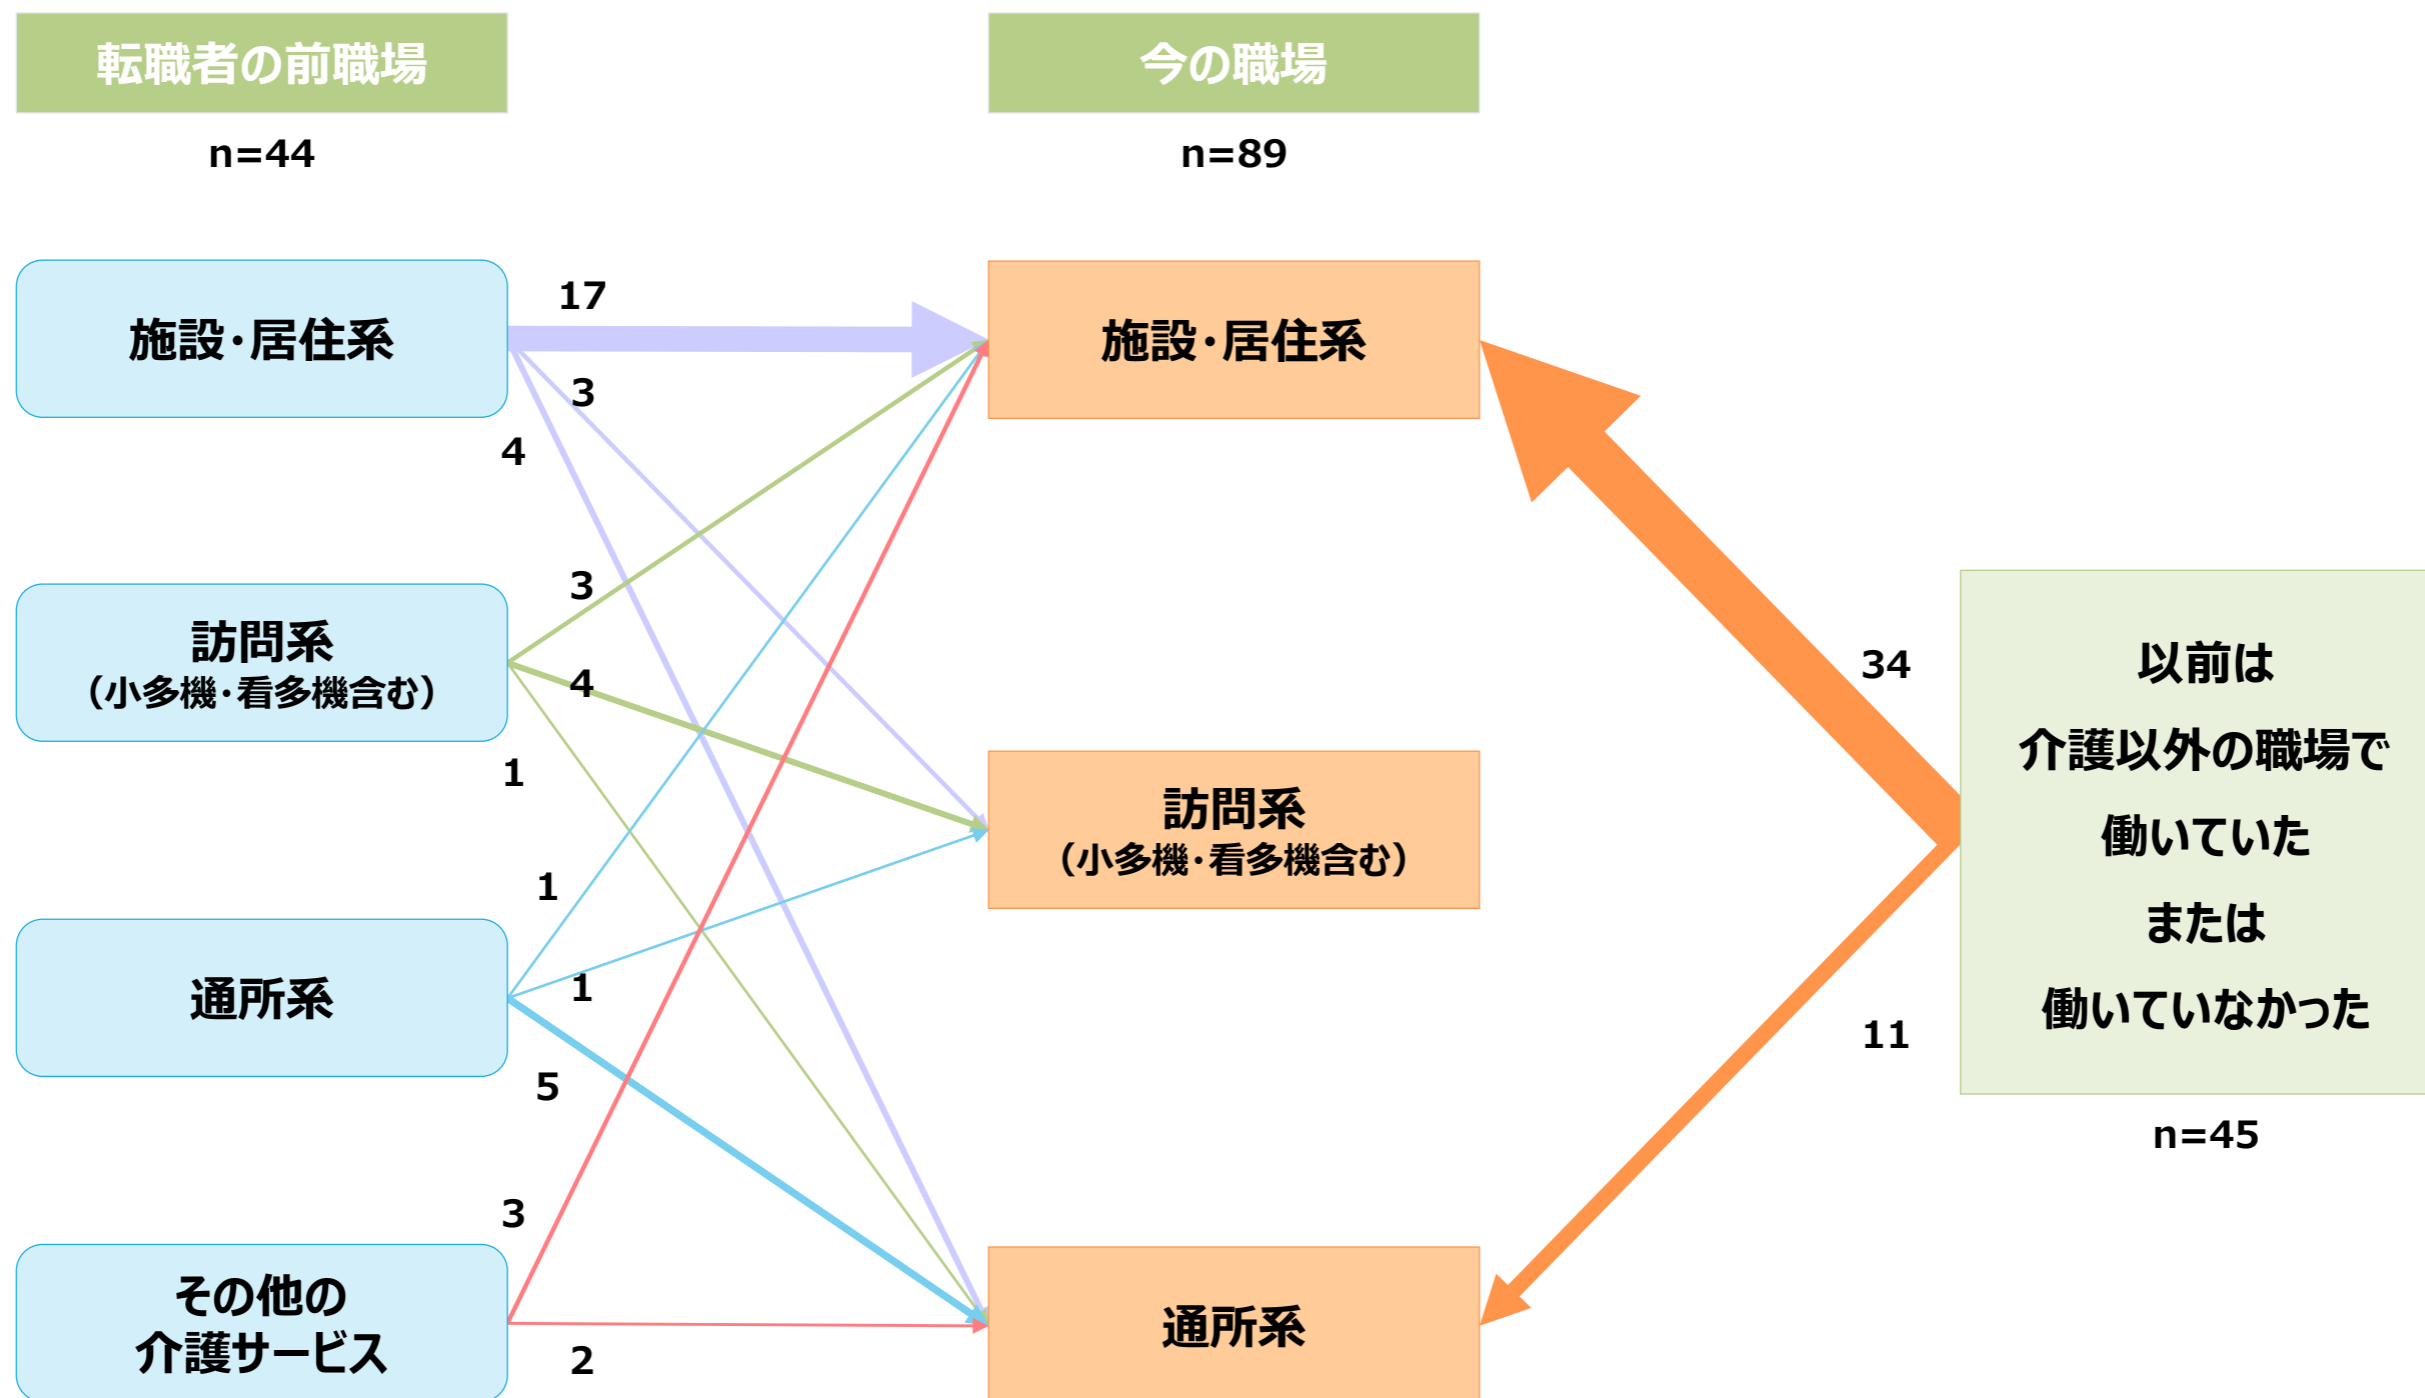 転職者の前職場
n=44
今の職場
n=89
施設・居住系
訪問系
（小多機・看多機含む）
通所系
その他の
介護サービス
17
3
4
3
4
1
1
1
5
3
2
施設・居住系
訪問系
（小多機・看多機含む）
通所系
34
11
以前は
介護以外の職場で
働いていた
または
働いていなかった
n=45